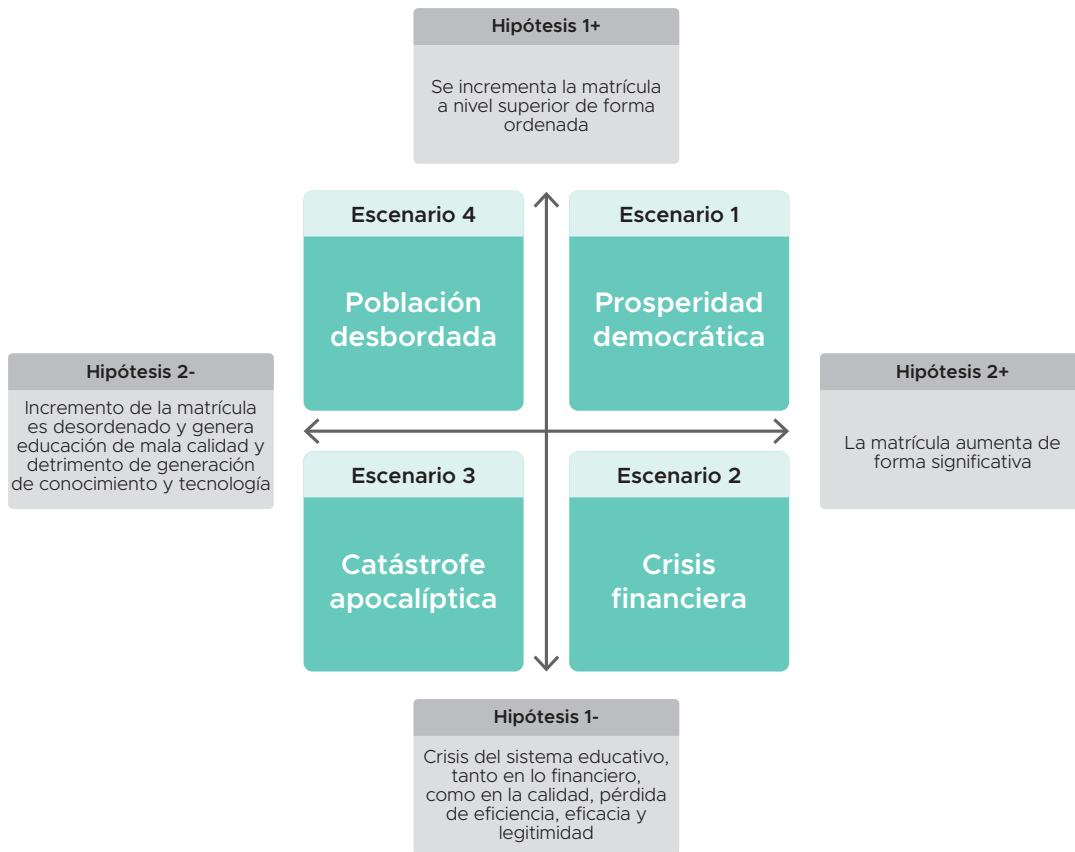 Hipótesis 1+
Se incrementa la matrícula
a nivel superior de forma
ordenada
Escenario 4
Población
desbordada
Escenario 1
Prosperidad
democrática
Hipótesis 2-
Incremento de la matrícula
es desordenado y genera
educación de mala calidad y
detrimento de generación
de conocimiento y tecnología
Hipótesis 2+
La matrícula aumenta de
forma significativa
Escenario 3
Catástrofe
apocalíptica
Escenario 2
Crisis
financiera
Hipótesis 1-
Crisis del sistema educativo,
tanto en lo financiero,
como en la calidad, pérdida
de eficiencia, eficacia y
legitimidad